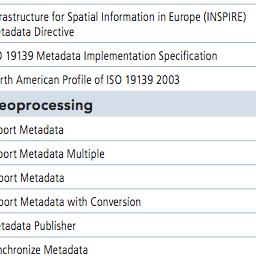 rastructure for Spatial Information in Europe (INSPIRE)
tadata Directive
O 19139 Metadata Implementation Specification
rth American Profile of ISO 19139 2003
eoprocessing
port Metadata
port Metadata Multiple
port Metadata
port Metadata with Conversion
etadata Publisher
nchronize Metadata